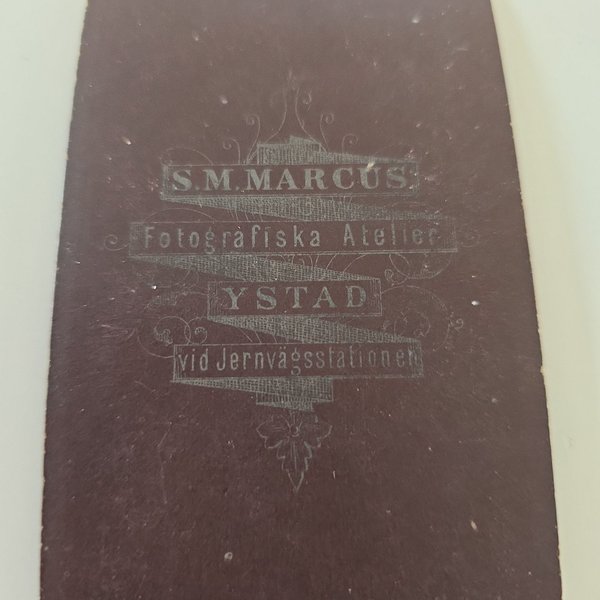 S. M. MARCUS.
Fotografiska Atelier.
YSTAD
vid Jernvägsstationen